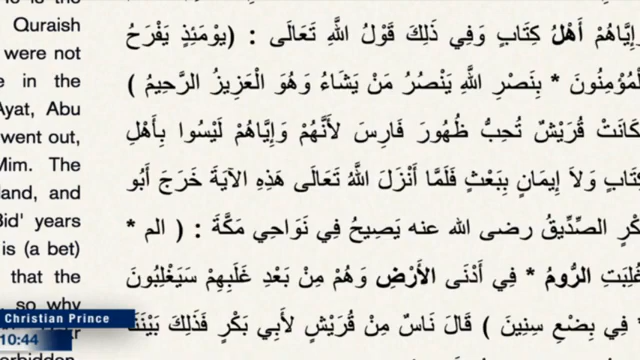 Quraish
were not
e in the
Ayat, Abu
went out,
Mim. The
land, and
Bid' years
is (a bet)
that the
so why
وَإِيَّاهُمْ أَهْلُ كِتَابٍ وَفِي ذَلِكَ قَوْلُ اللَّهِ تَعَالَى : (يَوْمَئِذٍ يَفْرَحُ
لْمُؤْمِنُونَ * بِنَصْرِ اللَّهِ يَنْصُرُ مَنْ يَشَاءُ وَهُوَ الْعَزِيزُ الرَّحِيمُ )
كَانَتْ قُرَيْشٌ تُحِبُّ ظُهُورَ فَارِسَ لأَنَّهُمْ وَإِيَّاهُمْ لَيْسُوا بِأَهْلِ
كِتَابٍ وَلاَ إِيمَانٍ بِبَعْثٍ فَلَمَّا أَنْزَلَ اللَّهُ تَعَالَى هَذِهِ الآيَةَ خَرَجَ أَبُو
كْرٍ الصِّدِّيقُ رضى الله عنه يَصِيحُ فِي نَوَاحِي مَكَّةَ : ( الم *
غُلِبَتِ الرُّومُ * فِي أَدْنَى الأَرْضِ وَهُمْ مِنْ بَعْدِ غَلَبِهِمْ سَيَغْلِبُونَ
* فِي بِضْعِ سِنِينَ ) قَالَ نَاسٌ مِنْ قُرَيْشٍ لأَبِي بَكْرٍ فَذَلِكَ بَيْنَنَا
Christian Prince
10:44